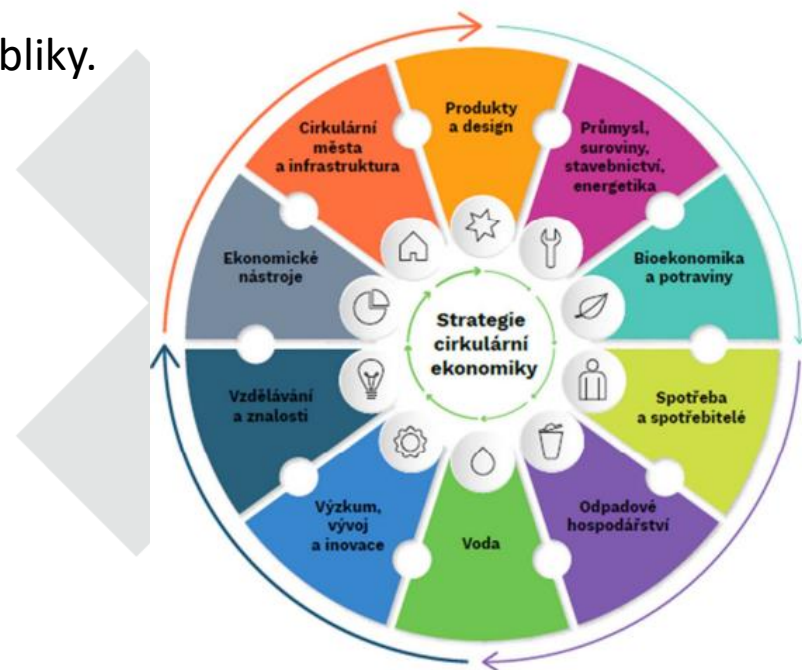 bliky.
Produkty
a design
Průmysl,
suroviny,
stavebnictví,
energetika
Bioekonomika
a potraviny
Spotřeba
a spotřebitelé
Odpadové
hospodářství
Voda
Výzkum,
vývoj
a inovace
Vzdělávání
a znalosti
Ekonomické
nástroje
Cirkulární
města
a infrastruktura
Strategie
cirkulární
ekonomiky